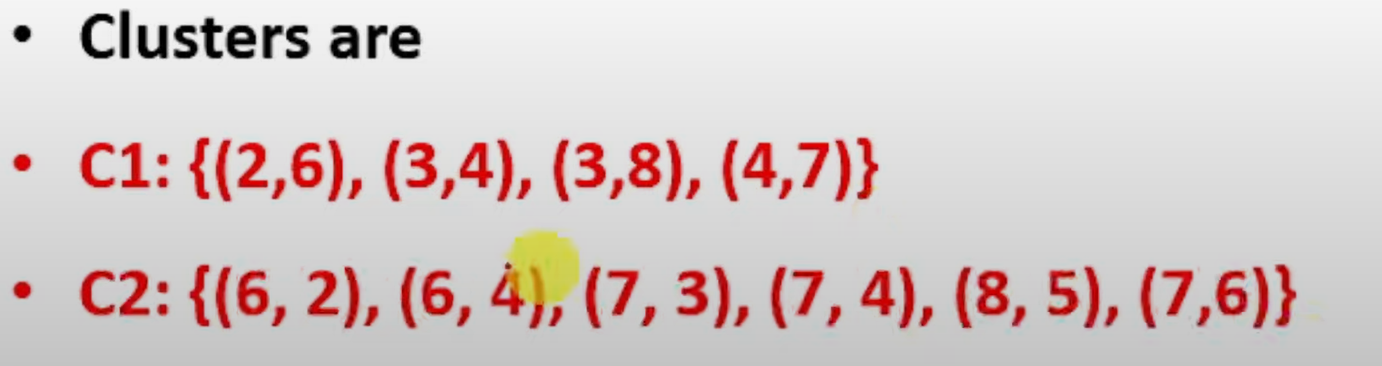 • Clusters are
• C1: {(2,6), (3,4), (3,8), (4,7)}
• C2: {(6, 2), (6, 4), (7, 3), (7, 4), (8, 5), (7,6)}